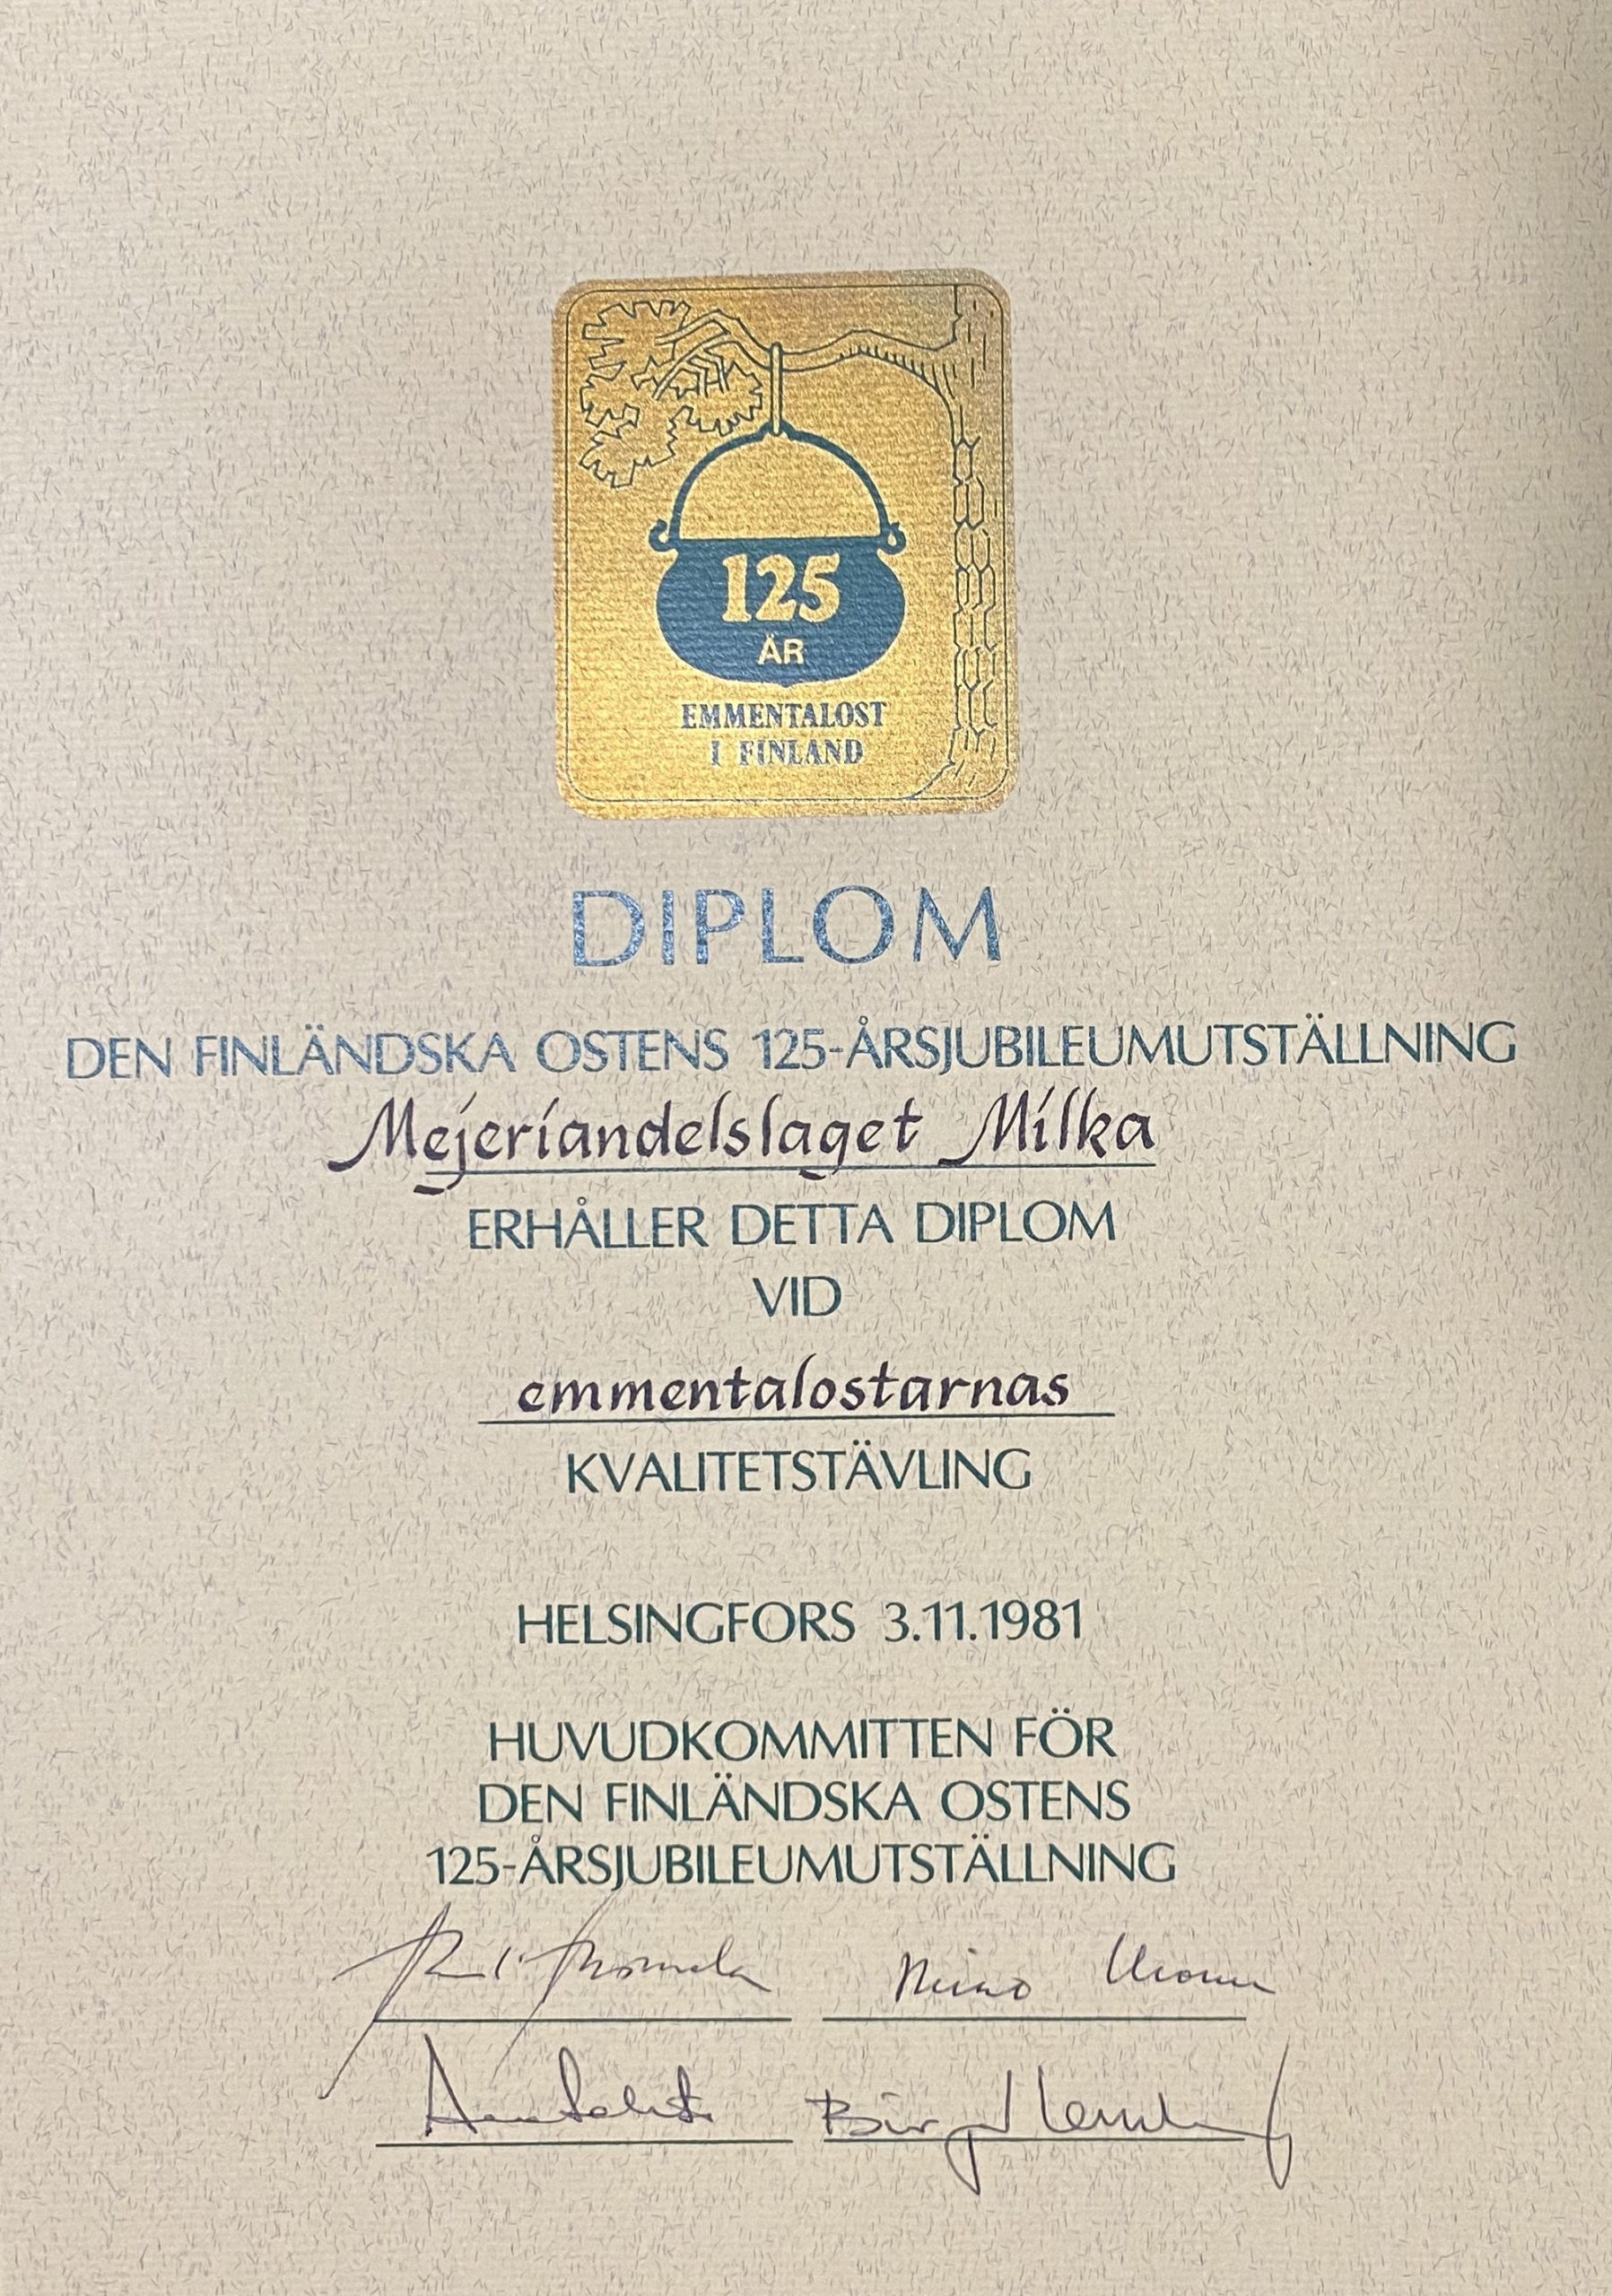 125
ÅR
EMMENTALOST
I FINLAND
DIPLOM
DEN FINLÄNDSKA OSTENS 125-ÅRSJUBILEUMUTSTÄLLNING
Mejeriandelslaget Milka
ERHÅLLER DETTA DIPLOM
VID
emmentalostarnas
KVALITETSTÄVLING
HELSINGFORS 3.11.1981
HUVUDKOMMITTEN FÖR
DEN FINLÄNDSKA OSTENS
125-ÅRSJUBILEUMUTSTÄLLNING